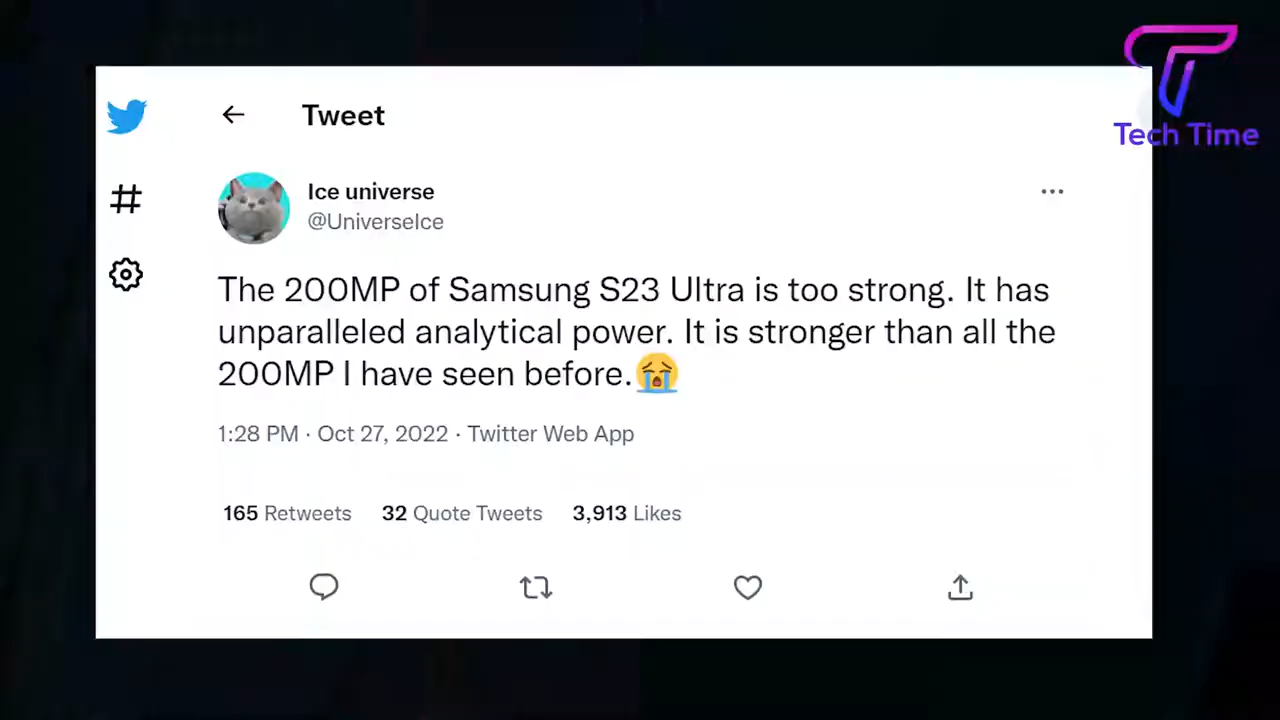 Tech Time
Tweet
Ice universe
@UniverseIce
The 200MP of Samsung S23 Ultra is too strong. It has
unparalleled analytical power. It is stronger than all the
200MP I have seen before.😭
1:28 PM · Oct 27, 2022 · Twitter Web App
165 Retweets 32 Quote Tweets 3,913 Likes